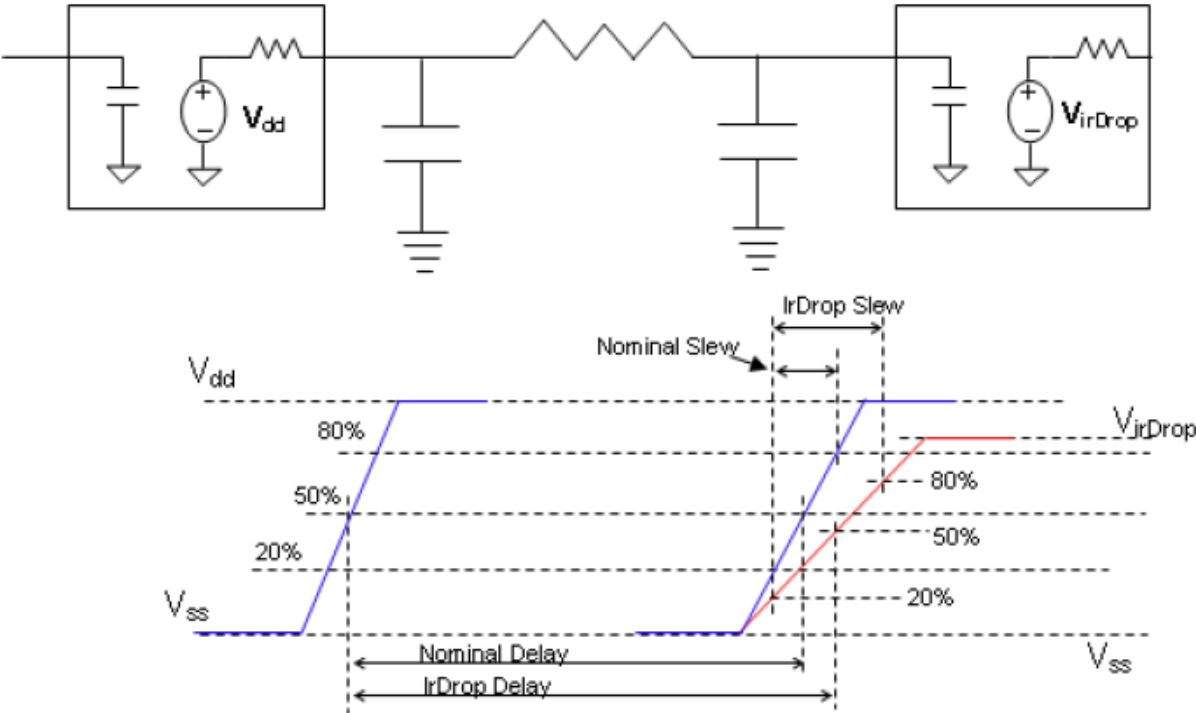 Vdd
VirDrop
IrDrop Slew
Nominal Slew
Vdd
VirDrop
80%
80%
50%
50%
20%
20%
Vss
Vss
Nominal Delay
IrDrop Delay